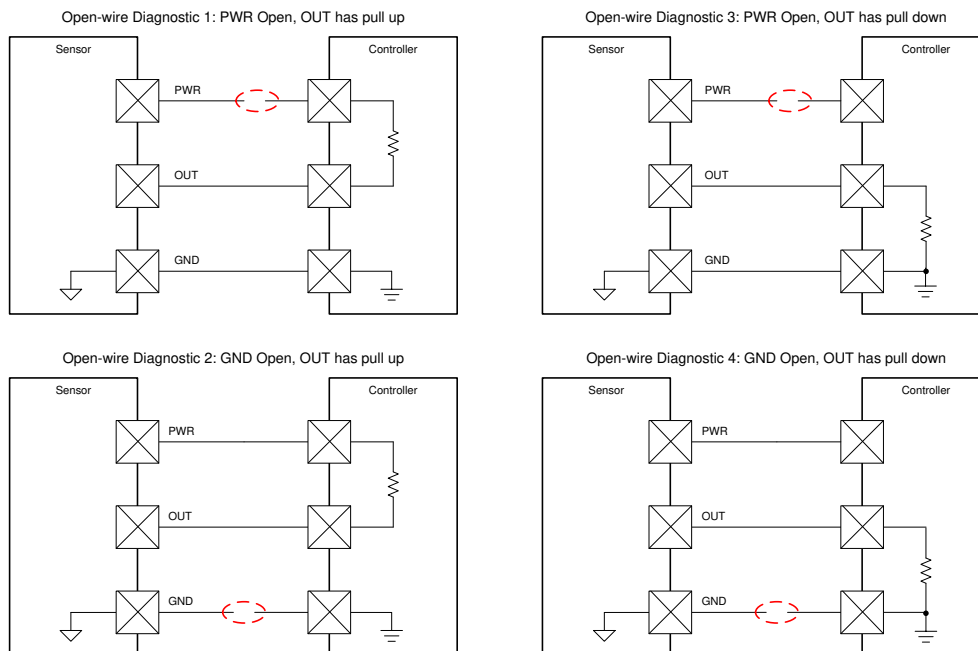 Open-wire Diagnostic 1: PWR Open, OUT has pull up
Sensor
Controller
PWR
OUT
GND
Open-wire Diagnostic 3: PWR Open, OUT has pull down
Sensor
Controller
PWR
OUT
GND
Open-wire Diagnostic 2: GND Open, OUT has pull up
Sensor
Controller
PWR
OUT
GND
Open-wire Diagnostic 4: GND Open, OUT has pull down
Sensor
Controller
PWR
OUT
GND